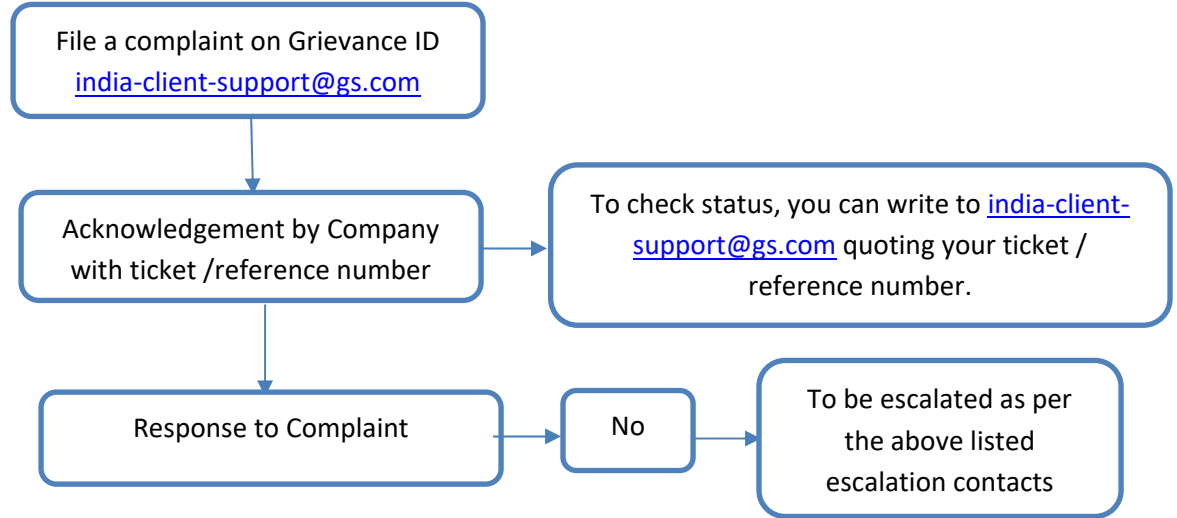 File a complaint on Grievance ID
india-client-support@gs.com
Acknowledgement by Company
with ticket /reference number
To check status, you can write to india-client-
support@gs.com quoting your ticket /
reference number.
Response to Complaint
No
To be escalated as per
the above listed
escalation contacts